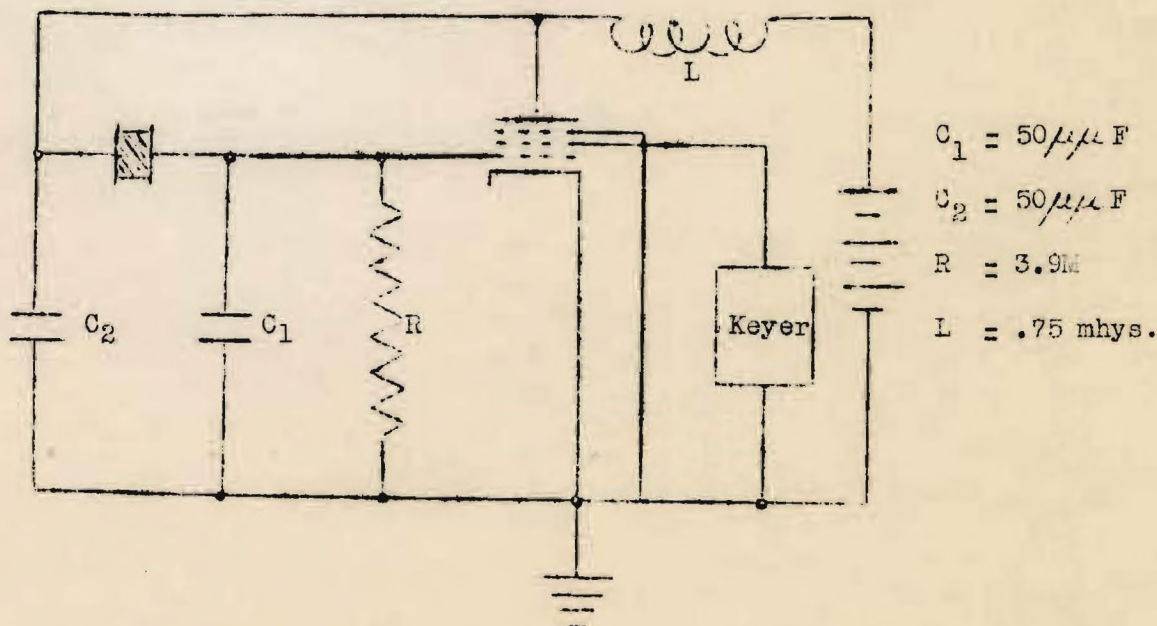 L
C₁ = 50μμF
C₂ = 50μμF
R = 3.9M
L = .75 mhys.
C₂
C₁
R
Keyer